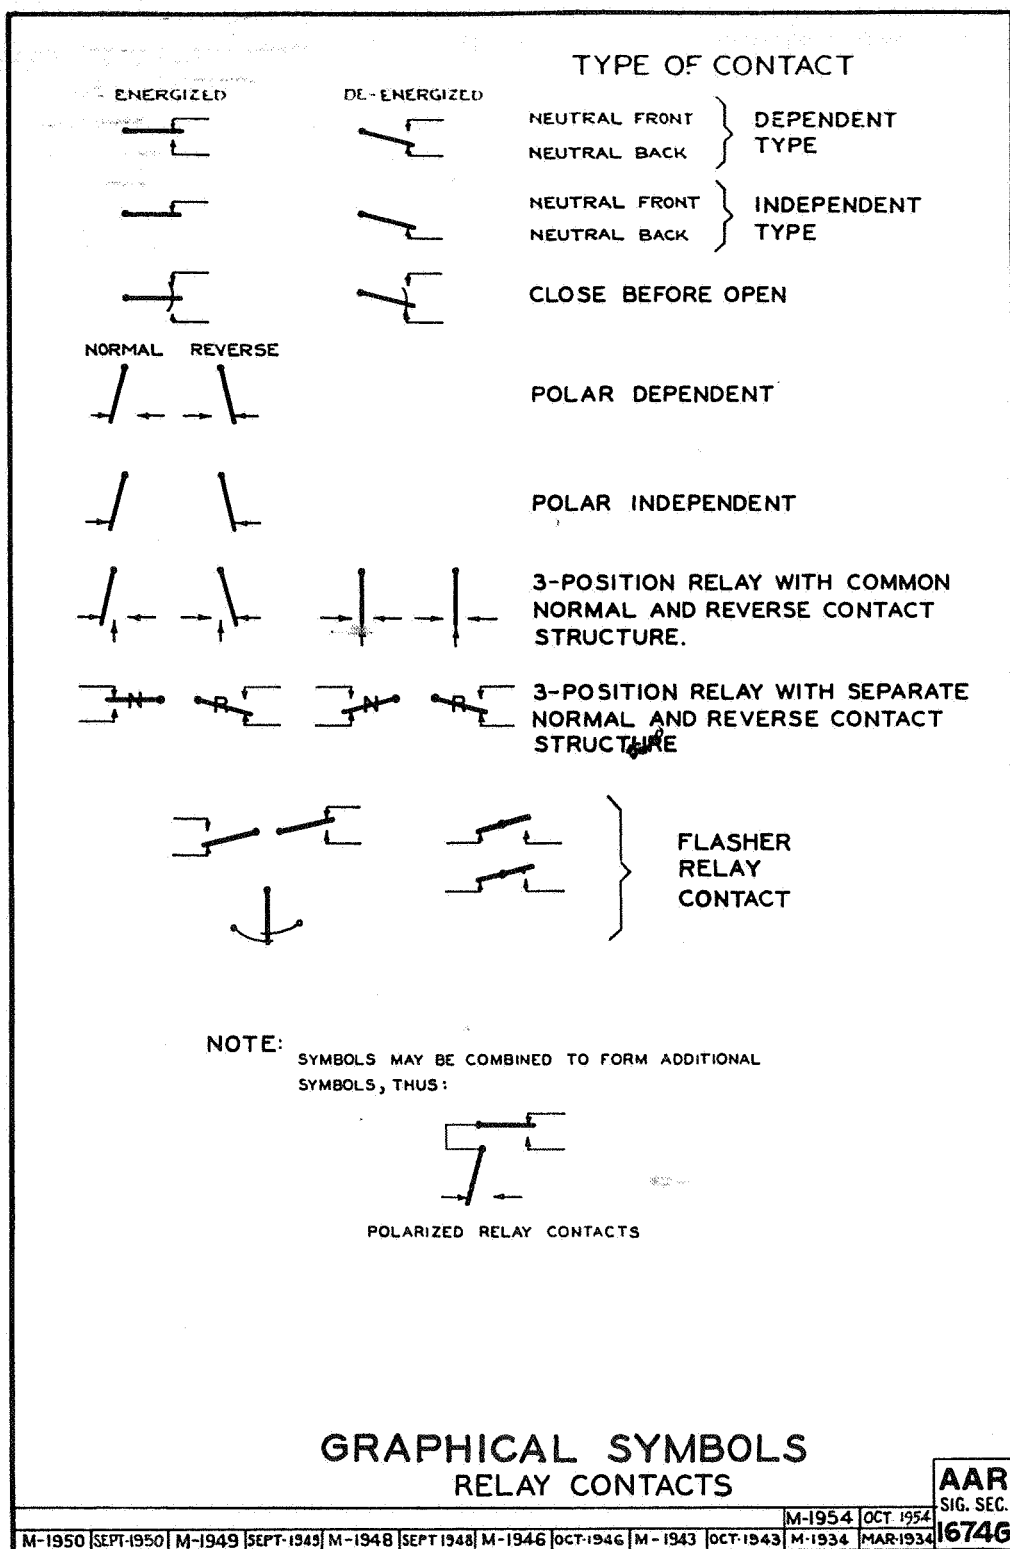 TYPE OF CONTACT
ENERGIZED DE-ENERGIZED
NEUTRAL FRONT
NEUTRAL BACK
DEPENDENT
TYPE
NEUTRAL FRONT
NEUTRAL BACK
INDEPENDENT
TYPE
CLOSE BEFORE OPEN
NORMAL REVERSE
POLAR DEPENDENT
POLAR INDEPENDENT
3-POSITION RELAY WITH COMMON
NORMAL AND REVERSE CONTACT
STRUCTURE.
N R N R
3-POSITION RELAY WITH SEPARATE
NORMAL AND REVERSE CONTACT
STRUCTURE
FLASHER
RELAY
CONTACT
NOTE:
SYMBOLS MAY BE COMBINED TO FORM ADDITIONAL
SYMBOLS, THUS:
POLARIZED RELAY CONTACTS
GRAPHICAL SYMBOLS
RELAY CONTACTS
AAR
SIG. SEC.
1674G
M-1954 OCT. 1954
M-1950 SEPT-1950 M-1949 SEPT-1949 M-1948 SEPT 1948 M-1946 OCT-1946 M-1943 OCT-1943 M-1934 MAR-1934